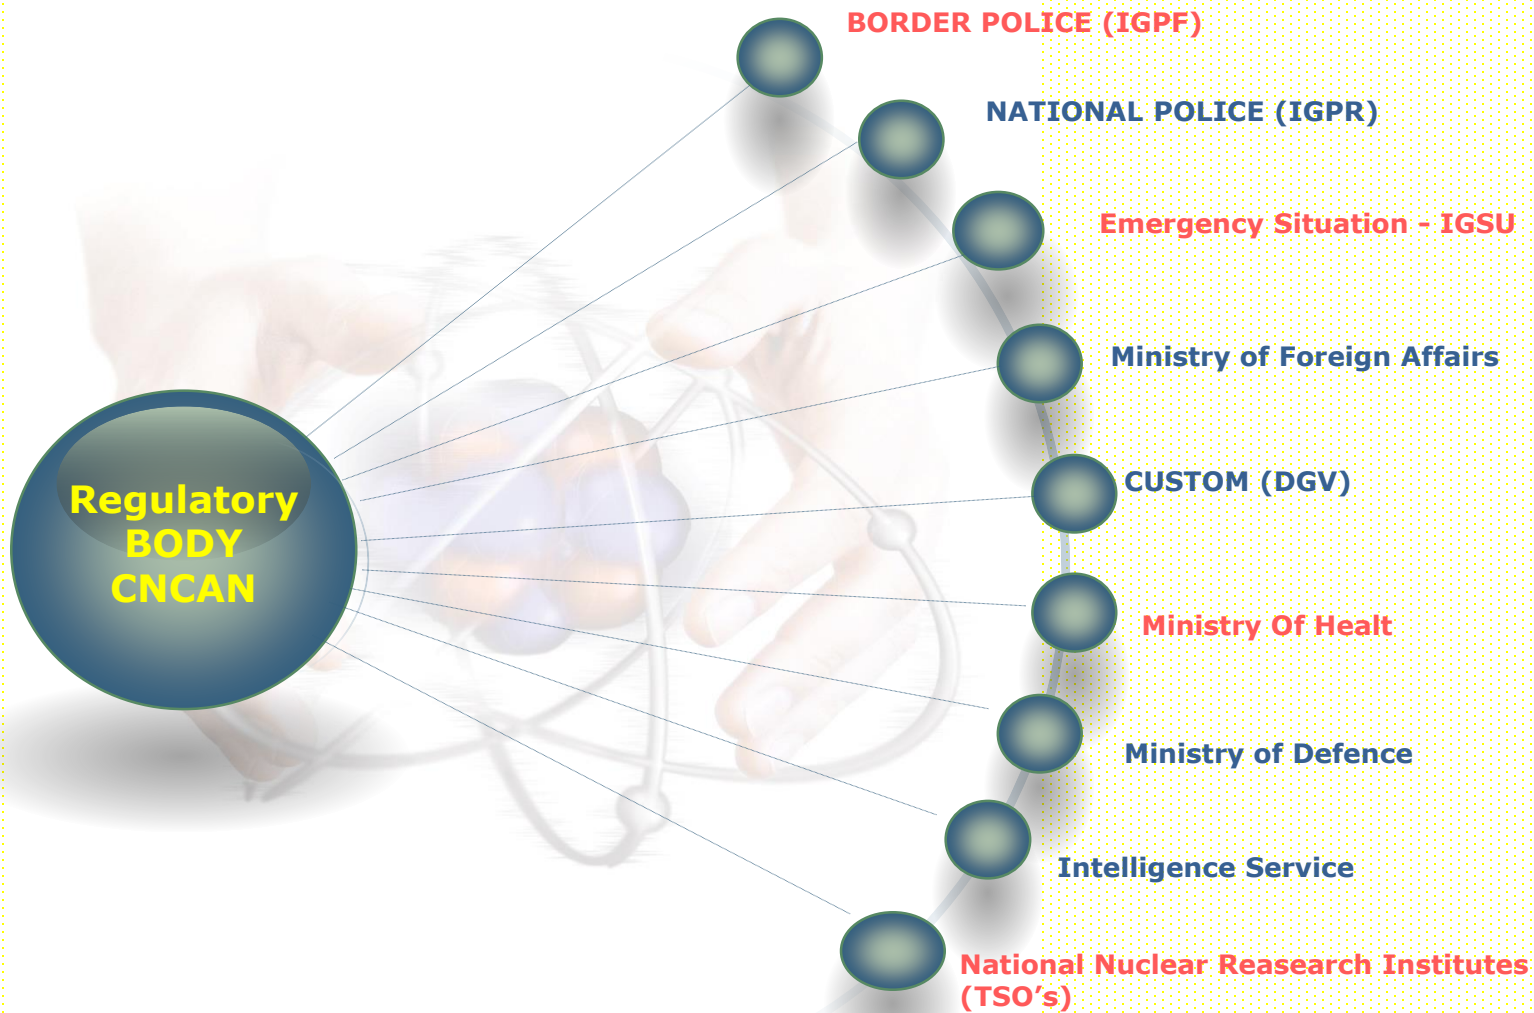 BORDER POLICE (IGPF)
NATIONAL POLICE (IGPR)
Emergency Situation - IGSU
Ministry of Foreign Affairs
CUSTOM (DGV)
Regulatory
BODY
CNCAN
Ministry Of Healt
Ministry of Defence
Intelligence Service
National Nuclear Reasearch Institutes
(TSO’s)